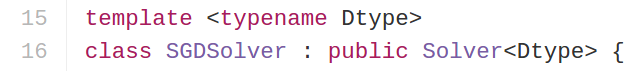 15 template <typename Dtype>
16 class SGDSolver : public Solver<Dtype> {